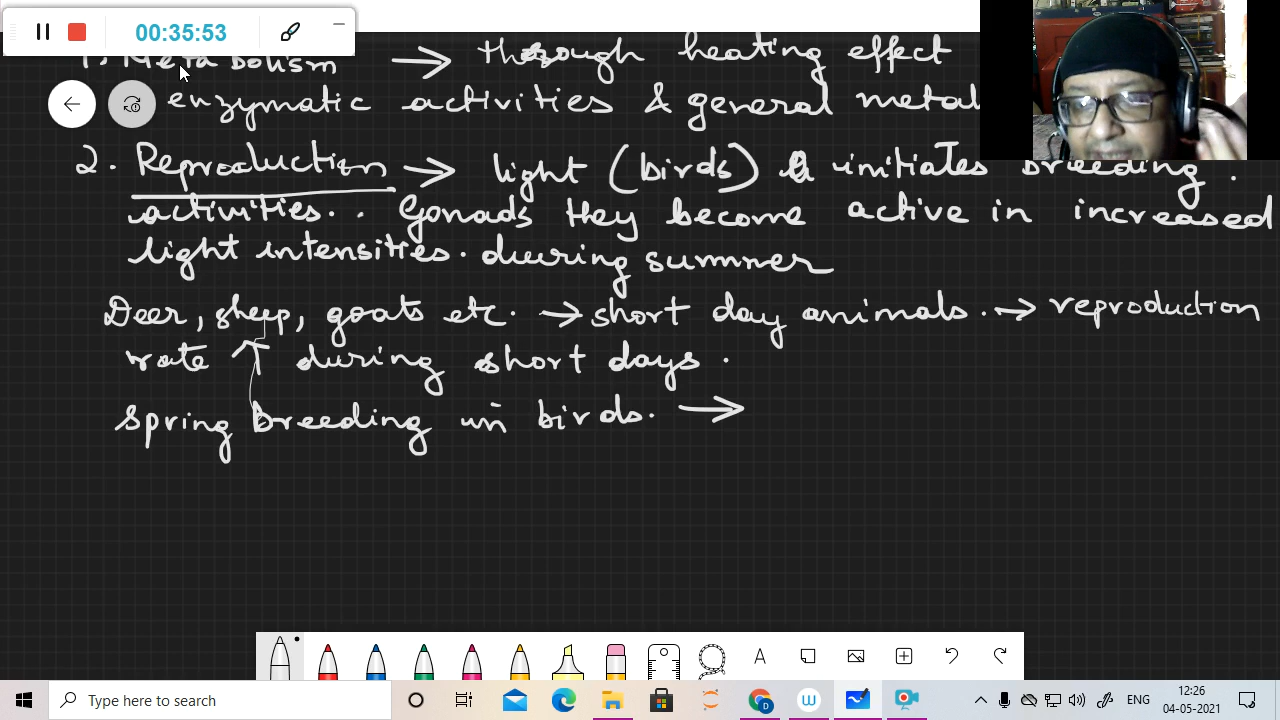 00:35:53
1. Metabolism → through heating effect
enzymatic activities & general metal
2. Reproduction → light (birds) initiates breeding.
activities.. Gonads they become active in increased
light intensities. during summer
Deer, sheep, goats etc. → short day animals. → reproduction
rate ↑ during short days.
Spring breeding in birds. →
Type here to search
ENG
12:26
04-05-2021